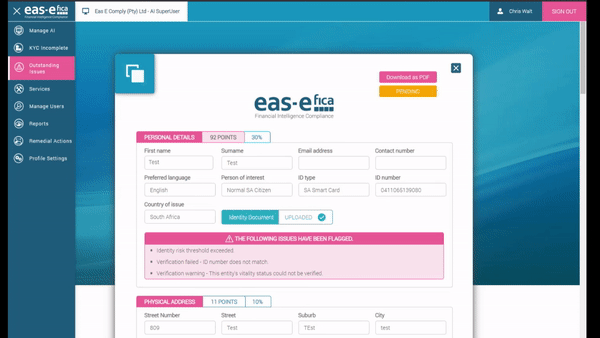 eas-e fica
Financial Intelligence Compliance
Eas E Comply (Pty) Ltd - AI SuperUser
Chris Wait
SIGN OUT
Manage AI
KYC Incomplete
Outstanding Issues
Services
Manage Users
Reports
Remedial Actions
Profile Settings
Download as PDF
PENDING
eas-e fica
Financial Intelligence Compliance
PERSONAL DETAILS 92 POINTS 30%
First name Surname Email address Contact number
Test Test
Preferred language Person of interest ID type ID number
English Normal SA Citizen SA Smart Card 0411065139080
Country of issue
South Africa Identity Document UPLOADED
THE FOLLOWING ISSUES HAVE BEEN FLAGGED.
Identity risk threshold exceeded.
Verification failed - ID number does not match
Verification warning - This entity's vitality status could not be verified
PHYSICAL ADDRESS 11 POINTS 10%
Street Number Street Suburb City
809 Test TEst test